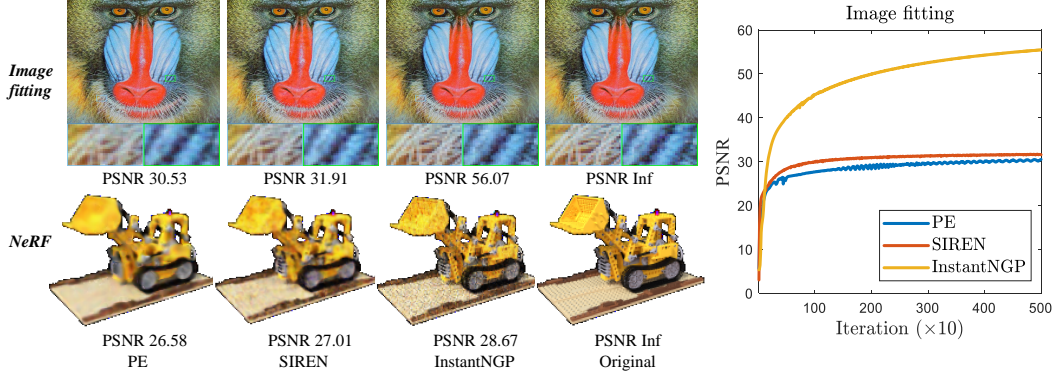 Image
fitting
PSNR 30.53
PSNR 31.91
PSNR 56.07
PSNR Inf
NeRF
PSNR 26.58
PSNR 27.01
PSNR 28.67
PSNR Inf
PE
SIREN
InstantNGP
Original
Image fitting
PSNR
60
50
40
30
20
10
0
PE
SIREN
InstantNGP
100
200
300
400
500
Iteration (×10)